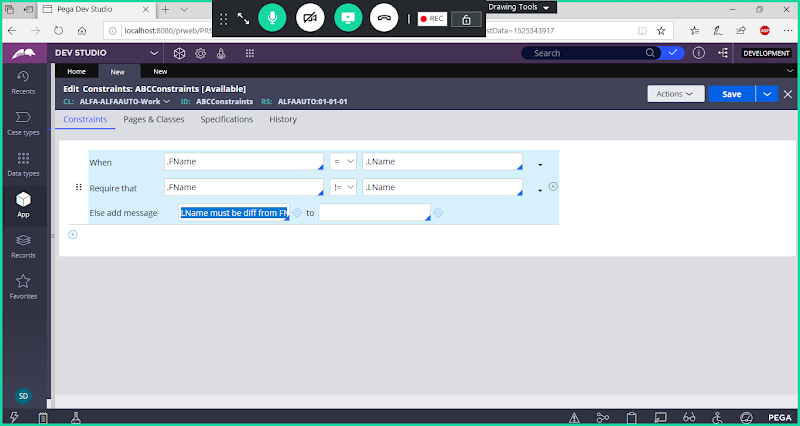 Pega Dev Studio
Drawing Tools
REC
localhost:8080/prweb/PRS
estData=1525343917
DEV STUDIO
Search
DEVELOPMENT
Home
New
New
Recents
Case types
Data types
App
Records
Favorites
SD
Edit Constraints: ABCConstraints [Available]
CL: ALFA-ALFAAUTO-Work ID: ABCConstraints RS: ALFAAUTO:01-01-01
Actions
Save
Constraints Pages & Classes Specifications History
When .FName = .LName
Require that .FName != .LName
Else add message LName must be diff from FN to
PEGA